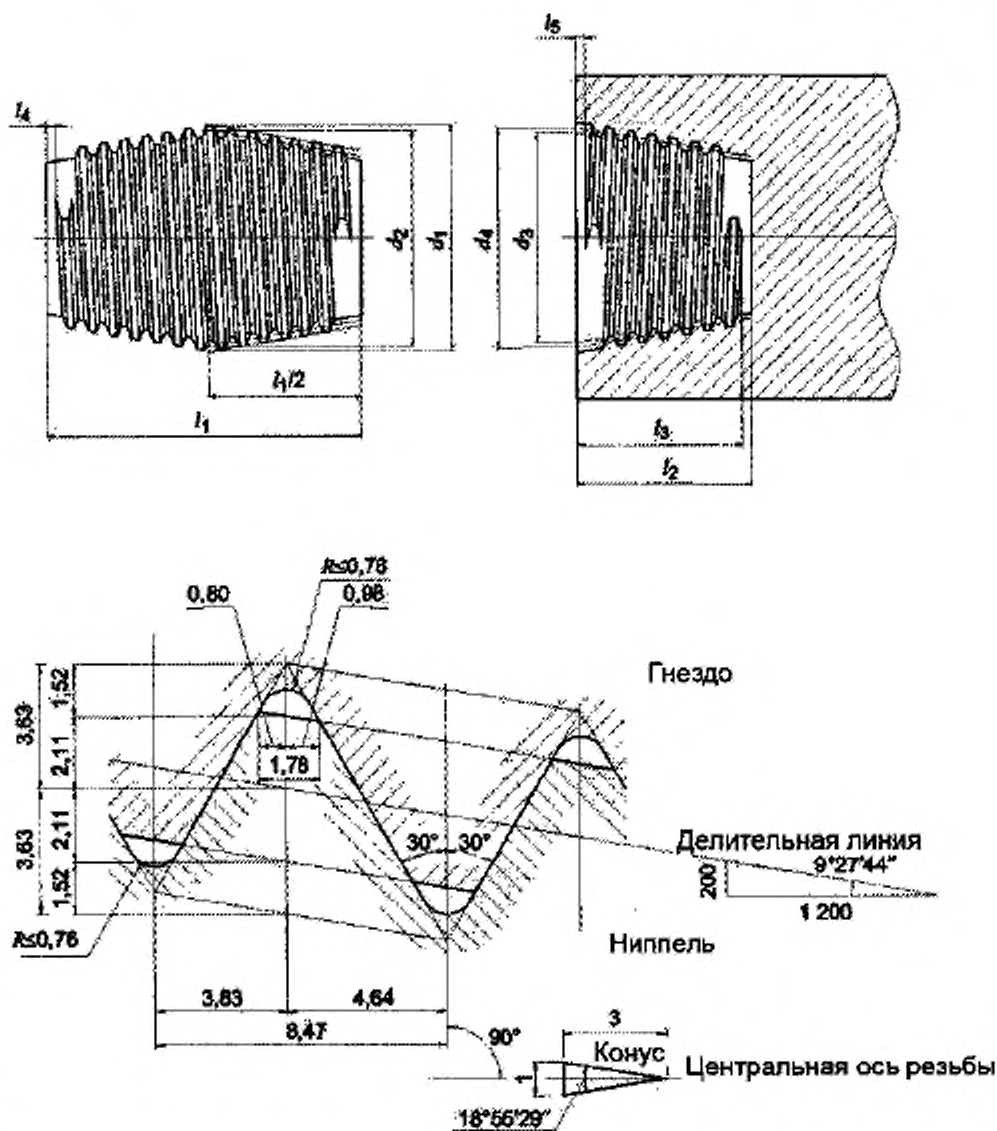 l5
l4
d2
d1
d4
d3
l1/2
l1
l3
l2
R≤0,76
0,80
0,98
Гнездо
3,63
1,52
2,11
1,78
3,63
2,11
1,52
30°
30°
Делительная линия
9°27'44"
200
1 200
R≤0,76
Ниппель
3,83
4,64
8,47
90°
3
Конус
1
Центральная ось резьбы
18°55'29"